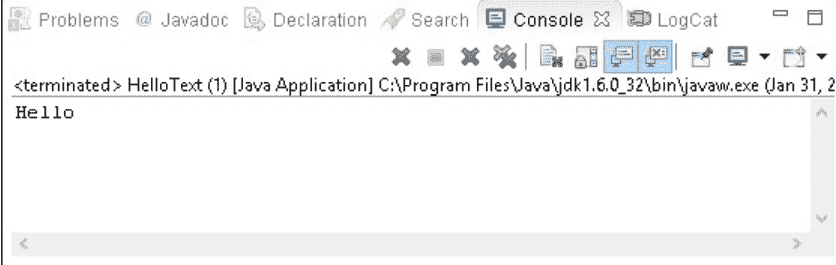 Problems @ Javadoc Declaration Search Console LogCat
<terminated> HelloText (1) [Java Application] C:\Program Files\Java\jdk1.6.0_32\bin\javaw.exe (Jan 31, 2
Hello